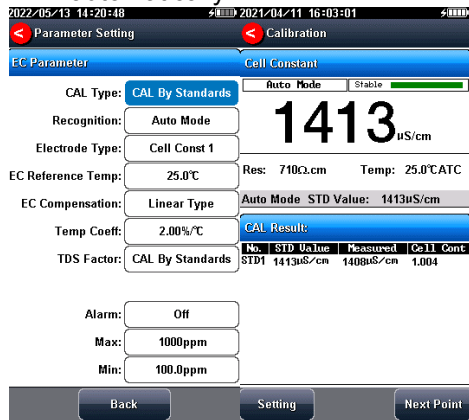 2022/05/13 14:20:48
Parameter Setting
EC Parameter
CAL Type: CAL By Standards
Recognition: Auto Mode
Electrode Type: Cell Const 1
EC Reference Temp: 25.0℃
EC Compensation: Linear Type
Temp Coeff: 2.00%/℃
TDS Factor: CAL By Standards
Alarm: Off
Max: 1000ppm
Min: 100.0ppm
Back
2021/04/11 16:03:01
Calibration
Cell Constant
Auto Mode Stable
1413 µS/cm
Res: 710Ω.cm Temp: 25.0℃ATC
Auto Mode STD Value: 1413µS/cm
CAL Result:
No. STD Value Measured Cell Cont
STD1 1413µS/cm 1408µS/cm 1.004
Setting Next Point